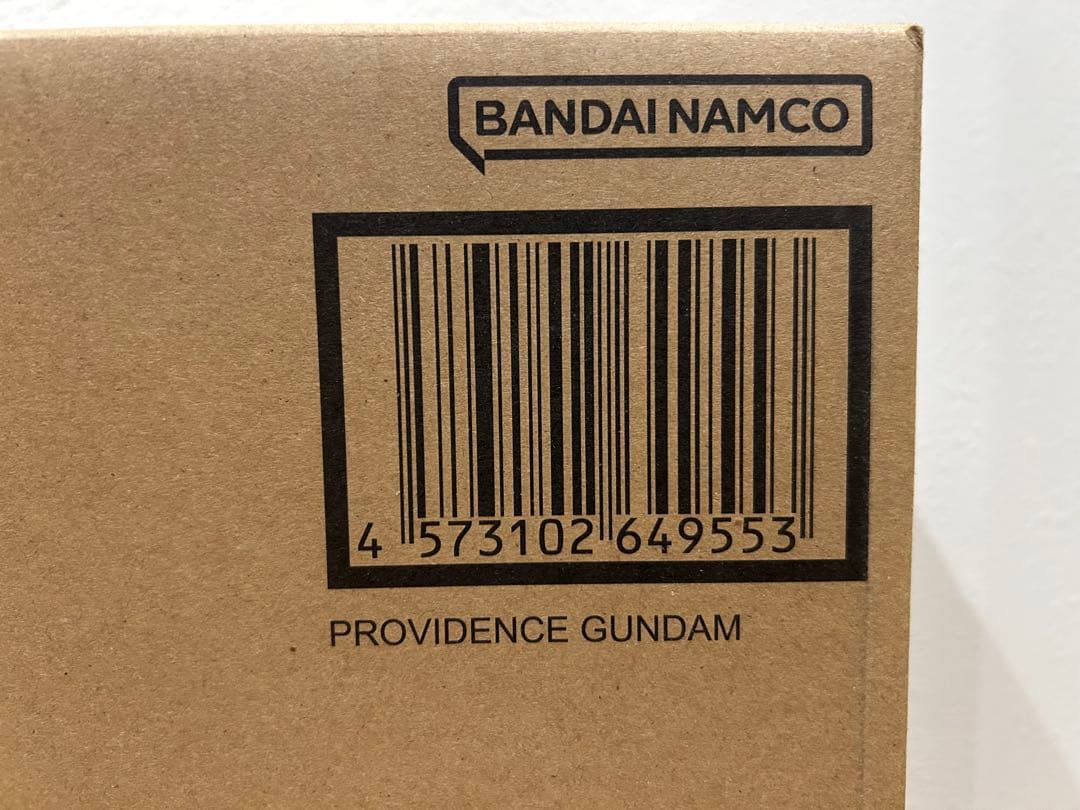 BANDAI NAMCO
4 573102 649553
PROVIDENCE GUNDAM